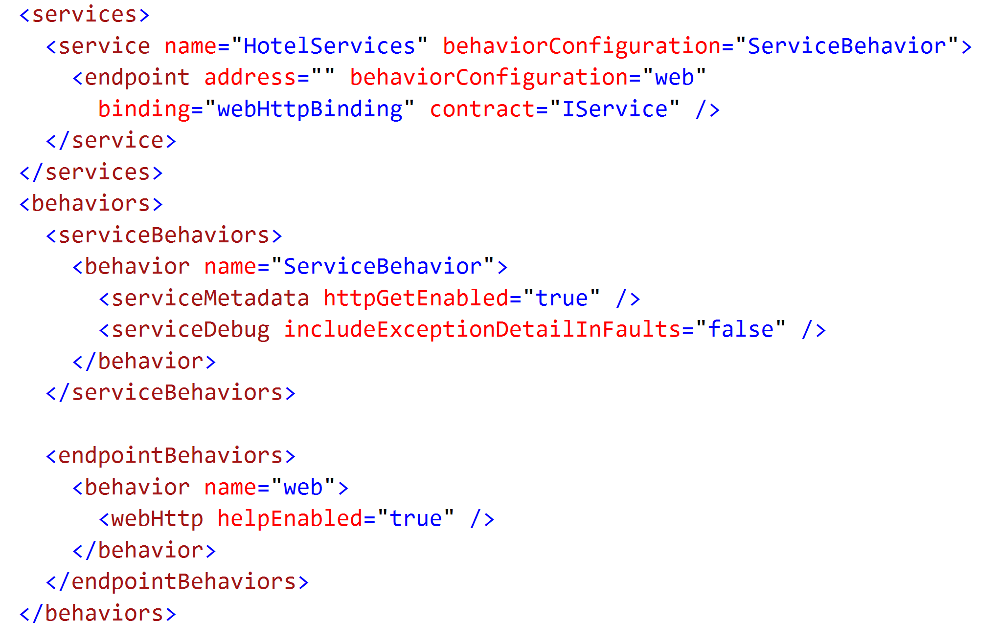 <services>
  <service name="HotelServices" behaviorConfiguration="ServiceBehavior">
    <endpoint address="" behaviorConfiguration="web"
      binding="webHttpBinding" contract="IService" />
  </service>
</services>
<behaviors>
  <serviceBehaviors>
    <behavior name="ServiceBehavior">
      <serviceMetadata httpGetEnabled="true" />
      <serviceDebug includeExceptionDetailInFaults="false" />
    </behavior>
  </serviceBehaviors>

  <endpointBehaviors>
    <behavior name="web">
      <webHttp helpEnabled="true" />
    </behavior>
  </endpointBehaviors>
</behaviors>